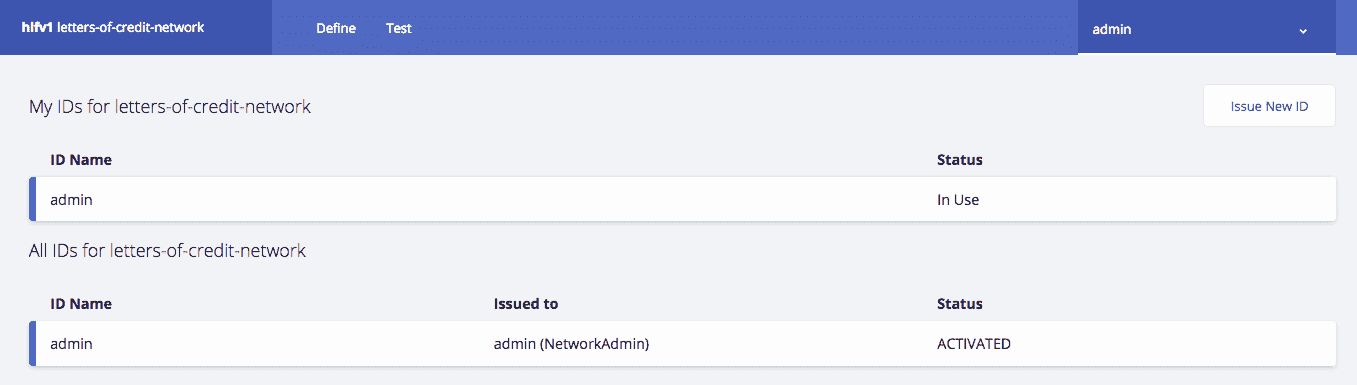 hlfv1 letters-of-credit-network Define Test admin
My IDs for letters-of-credit-network Issue New ID
ID Name Status
admin In Use
All IDs for letters-of-credit-network
ID Name Issued to Status
admin admin (NetworkAdmin) ACTIVATED